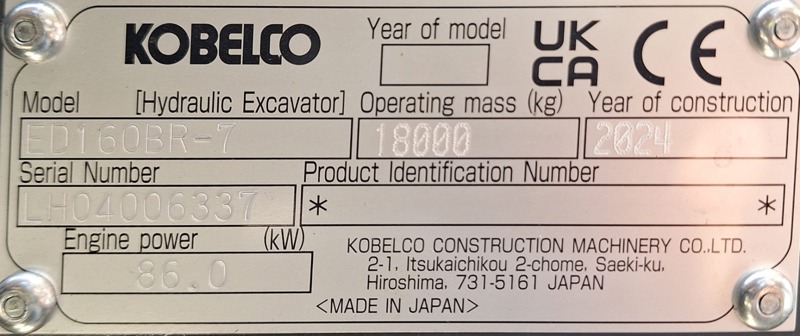 KOBELCO
Year of model
UK
CA
CE
Model [Hydraulic Excavator]
Operating mass (kg)
Year of construction
ED160BR-7
18000
2024
Serial Number
Product Identification Number
LH04006337
* *
Engine power (kW)
86.0
KOBELCO CONSTRUCTION MACHINERY CO.,LTD.
2-1, Itsukaichikou 2-chome, Saeki-ku,
Hiroshima, 731-5161 JAPAN
<MADE IN JAPAN>